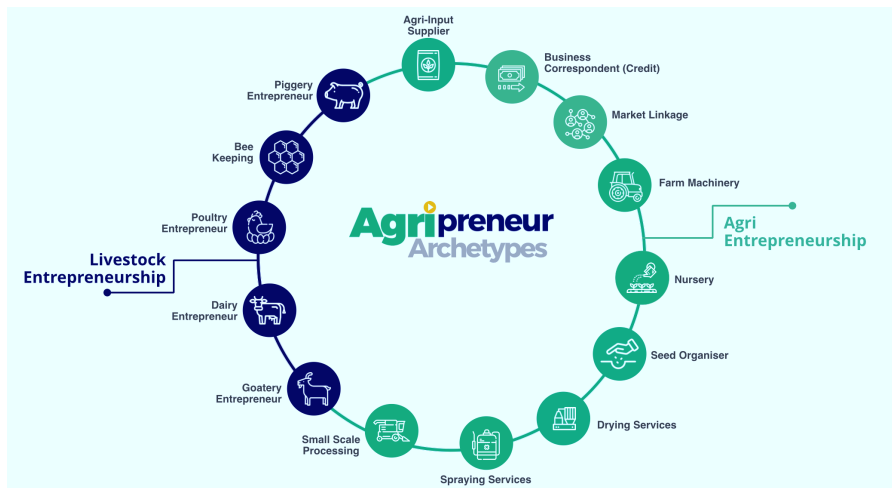 Agri-Input
Supplier
Business
Correspondent (Credit)
Market Linkage
Farm Machinery
Agri
Entrepreneurship
Nursery
Seed Organiser
Drying Services
Spraying Services
Small Scale
Processing
Goatery
Entrepreneur
Dairy
Entrepreneur
Livestock
Entrepreneurship
Poultry
Entrepreneur
Bee
Keeping
Piggery
Entrepreneur
Agripreneur
Archetypes